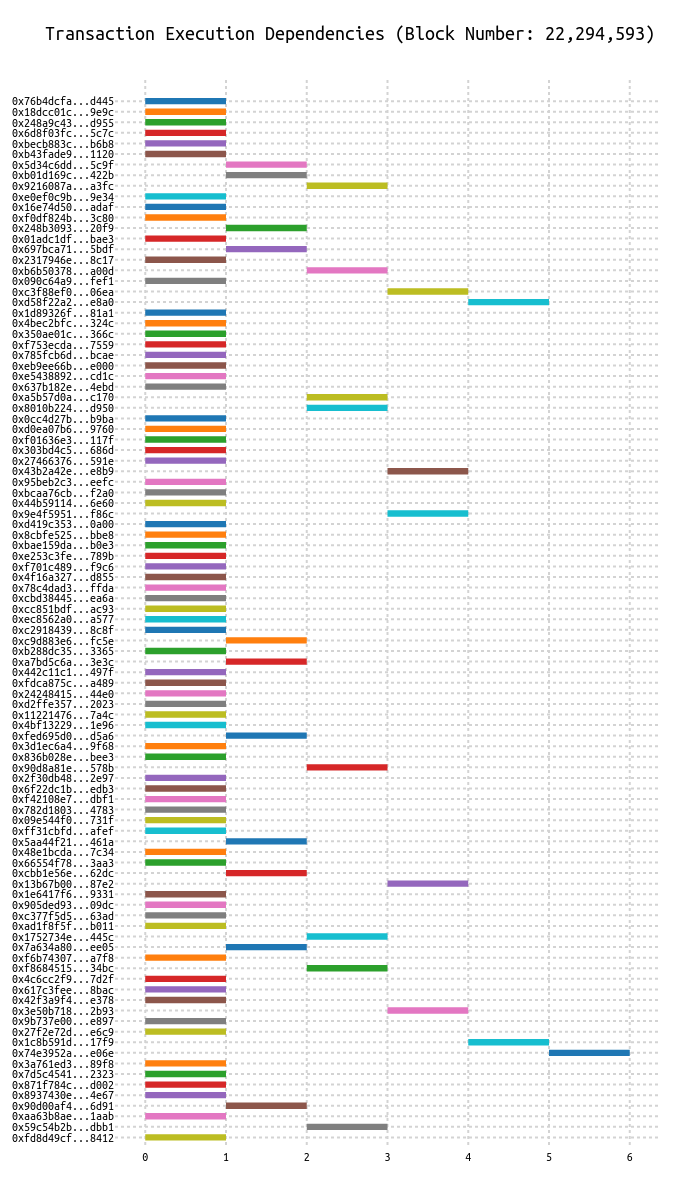 Transaction Execution Dependencies (Block Number: 22,294,593)
0x76b4dcfa...d445
0x18dcc01c...9e9c
0x248a9c43...d955
0x6d8f03fc...5c7c
0xbecb883c...b6b8
0xb43fade9...1120
0x5d34c6dd...5c9f
0xb01d169c...422b
0x9216087a...a3fc
0xe0ef0c9b...9e34
0x16e74d50...adaf
0xf0df824b...3c80
0x248b3093...20f9
0x01adc1df...bae3
0x697bca71...5bdf
0x2317946e...8c17
0xb6b50378...a00d
0x090c64a9...fef1
0xc3f88ef0...06ea
0xd58f22a2...e8a0
0x1d89326f...81a1
0x4bec2bfc...324c
0x350ae01c...366c
0xf753ecda...7559
0x785fcb6d...bcae
0xeb9ee66b...e000
0xe5438892...cd1c
0x637b182e...4ebd
0xa5b57d0a...c170
0x8010b224...d950
0x0cc4d27b...b9ba
0xd0ea07b6...9760
0xf01636e3...117f
0x303bd4c5...686d
0x27466376...591e
0x43b2a42e...e8b9
0x95beb2c3...eefc
0xbcaa76cb...f2a0
0x44b59114...6e60
0x9e4f5951...f86c
0xd419c353...0a00
0x8cbfe525...bbe8
0xbae159da...b0e3
0xe253c3fe...789b
0xf701c489...f9c6
0x4f16a327...d855
0x78c4dad3...ffda
0xcbd38445...ea6a
0xcc851bdf...ac93
0xec8562a0...a577
0xc2918439...8c8f
0xc9d883e6...fc5e
0xb288dc35...3365
0xa7bd5c6a...3e3c
0x442c11c1...497f
0xfdca875c...a489
0x24248415...44e0
0xd2ffe357...2023
0x11221476...7a4c
0x4bf13229...1e96
0xfed695d0...d5a6
0x3d1ec6a4...9f68
0x836b028e...bee3
0x90d8a81e...578b
0x2f30db48...2e97
0x6f22dc1b...edb3
0xf42108e7...dbf1
0x782d1803...4783
0x09e544f0...731f
0xff31cbfd...afef
0x5aa44f21...461a
0x48e1bcda...7c34
0x66554f78...3aa3
0xcbb1e56e...62dc
0x13b67b00...87e2
0x1e6417f6...9331
0x905ded93...09dc
0xc377f5d5...63ad
0xad1f8f5f...b011
0x1752734e...445c
0x7a634a80...ee05
0xf6b74307...a7f8
0xf8684515...34bc
0x4c6cc2f9...7d2f
0x617c3fee...8bac
0x42f3a9f4...e378
0x3e50b718...2b93
0x9b737e00...e897
0x27f2e72d...e6c9
0x1c8b591d...17f9
0x74e3952a...e06e
0x3a761ed3...89f8
0x7d5c4541...2323
0x871f784c...d002
0x8937430e...4e67
0x90d00af4...6d91
0xaa63b8ae...1aab
0x59c54b2b...dbb1
0xfd8d49cf...8412
0 1 2 3 4 5 6